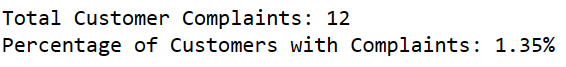 Total Customer Complaints: 12
Percentage of Customers with Complaints: 1.35%